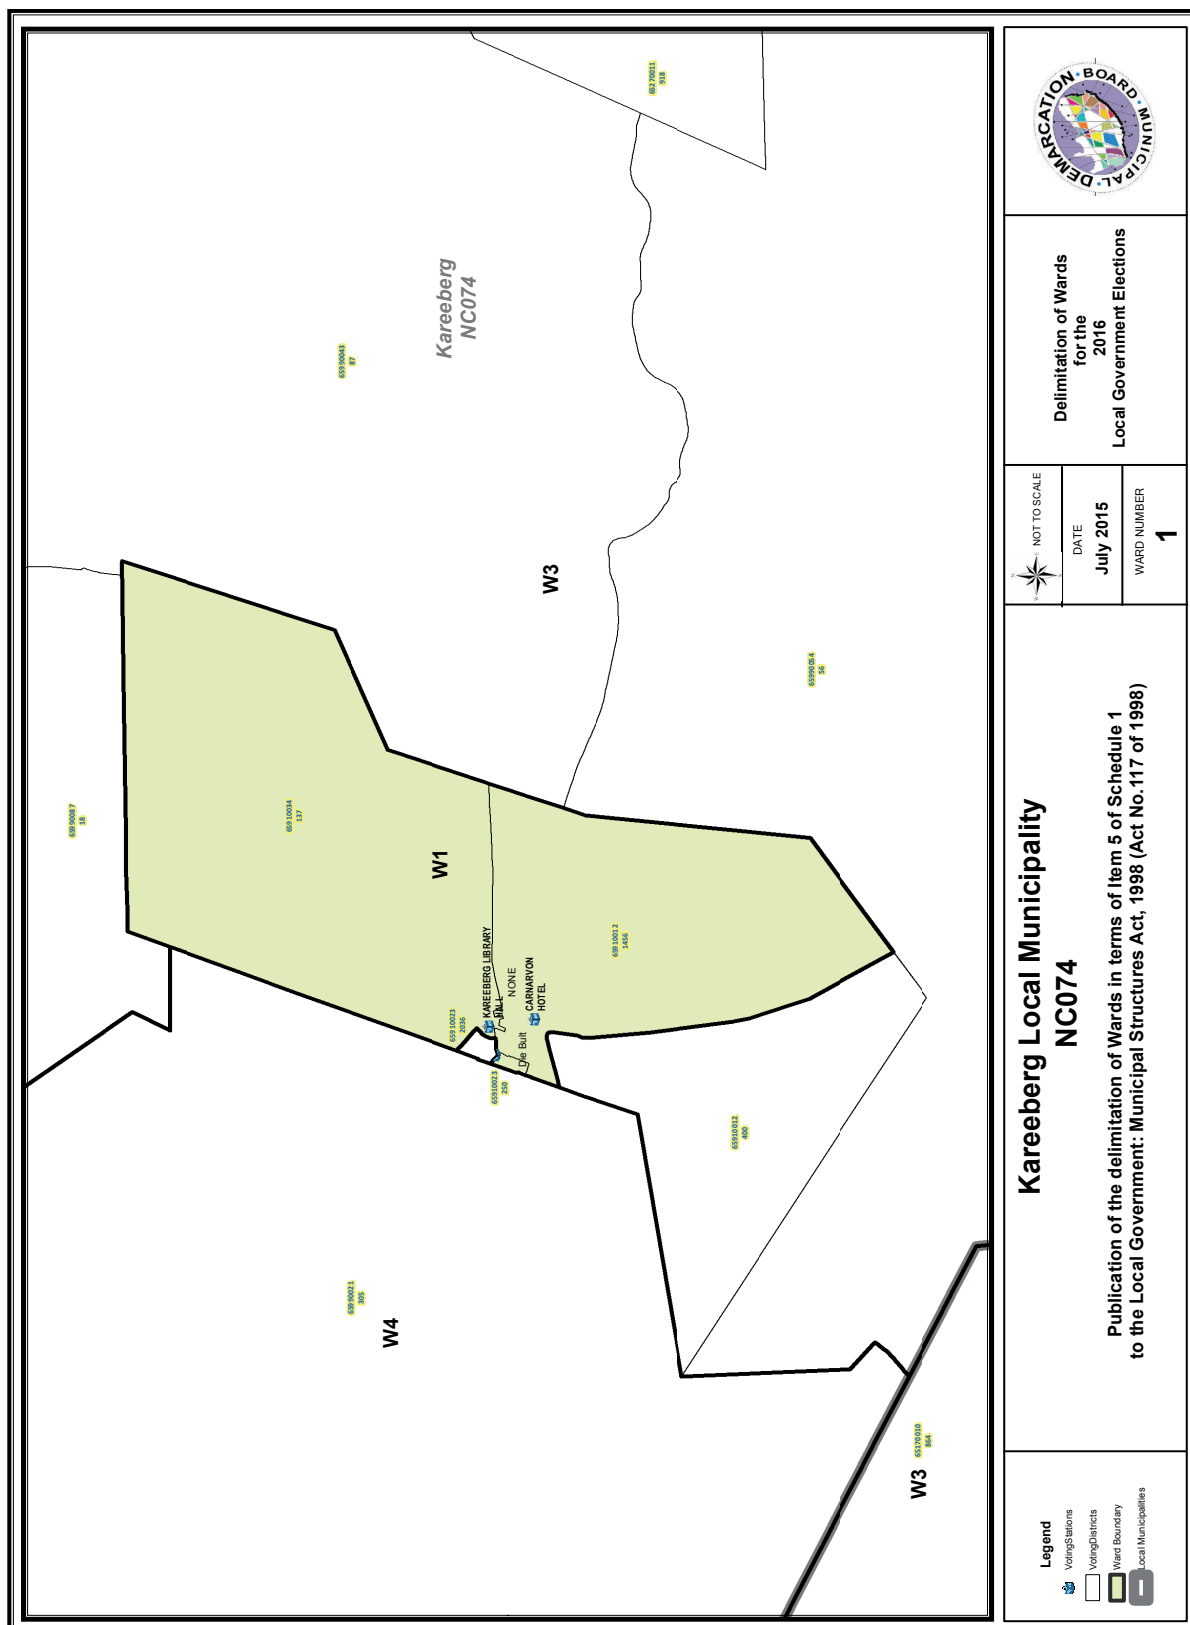 65990087
18
65990043
87
65270011
918
Kareeberg
NC074
65910034
137
W1
W3
65910023
2036
KAREEBERG LIBRARY
HALL
NONE
CARNARVON
HOTEL
65910023
250
Die Bult
65910012
1456
65990054
56
65910012
400
65990021
305
W4
W3
65170010
864
Legend
VotingStations
VotingDistricts
Ward Boundary
Local Municipalities
Kareeberg Local Municipality
NC074
Publication of the delimitation of Wards in terms of Item 5 of Schedule 1
to the Local Government: Municipal Structures Act, 1998 (Act No.117 of 1998)
NOT TO SCALE
DATE
July 2015
WARD NUMBER
1
Delimitation of Wards
for the
2016
Local Government Elections
MUNICIPAL · DEMARCATION · BOARD